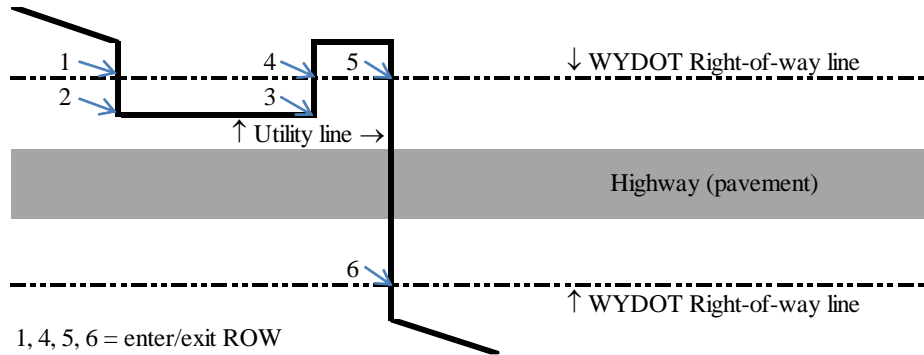 1
4
5
↓ WYDOT Right-of-way line
2
3
↑ Utility line →
Highway (pavement)
6
↑ WYDOT Right-of-way line
1, 4, 5, 6 = enter/exit ROW